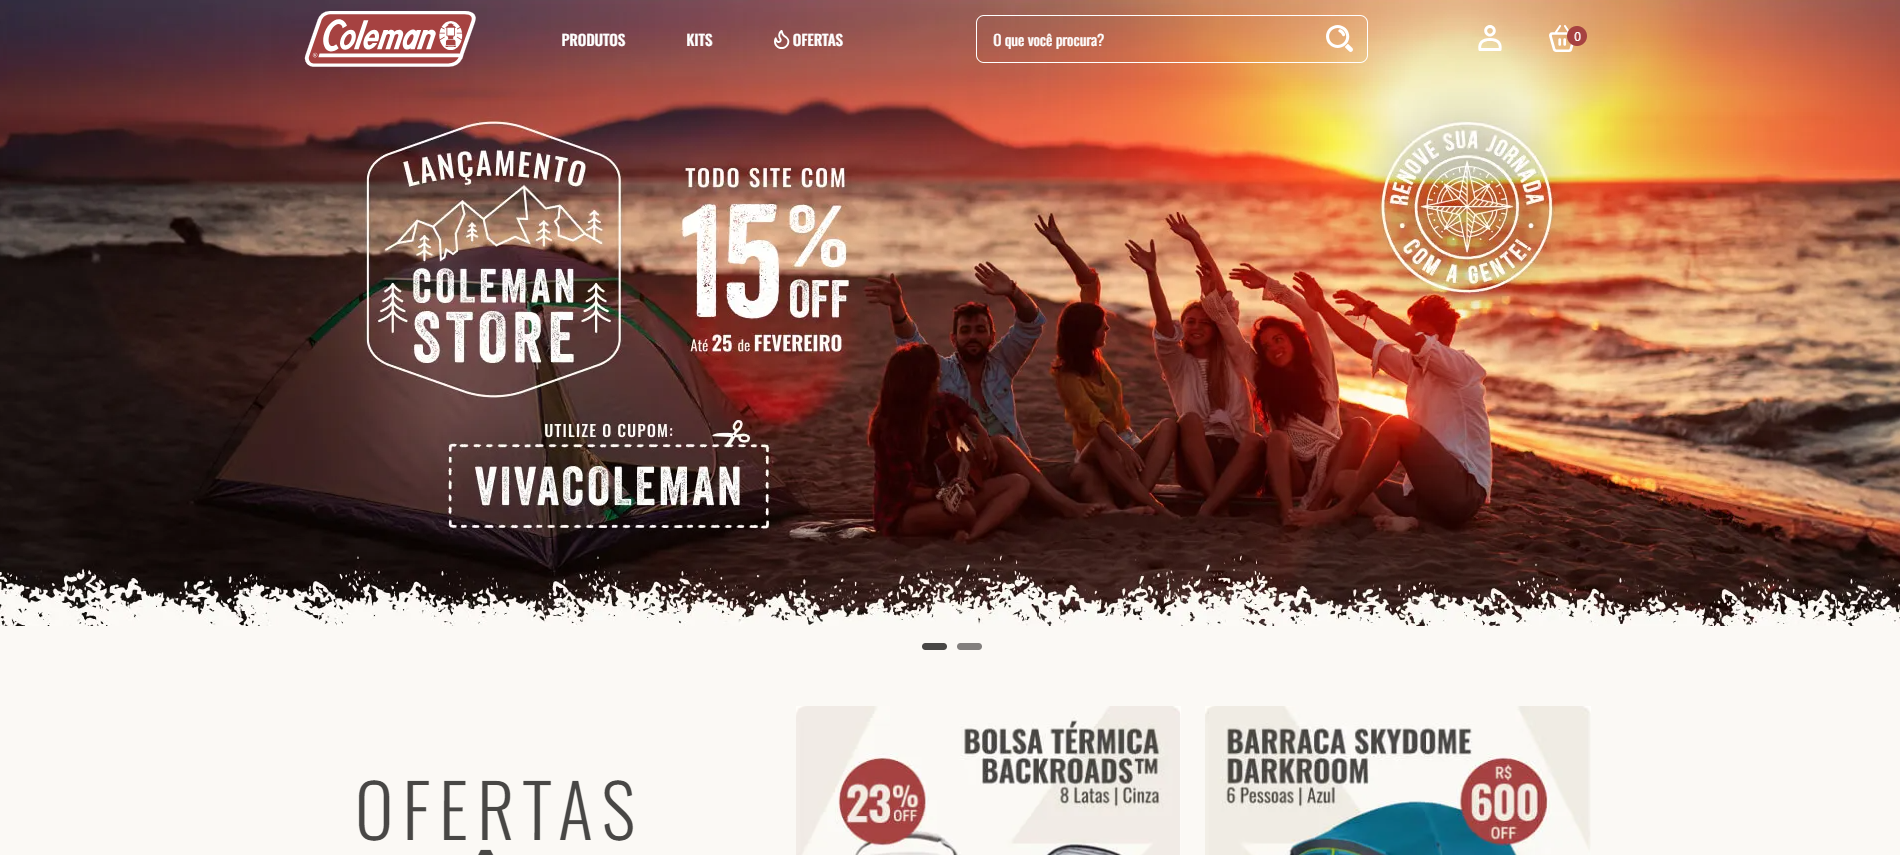 Coleman
PRODUTOS
KITS
OFERTAS
O que você procura?
0
LANÇAMENTO
COLEMAN
STORE
TODO SITE COM
15%
OFF
Até 25 de FEVEREIRO
RENOVE SUA JORNADA
• COM A GENTE! •
UTILIZE O CUPOM:
VIVACOLEMAN
OFERTAS
BOLSA TÉRMICA
BACKROADS™
8 Latas | Cinza
23%
OFF
BARRACA SKYDOME
DARKROOM
6 Pessoas | Azul
R$
600
OFF